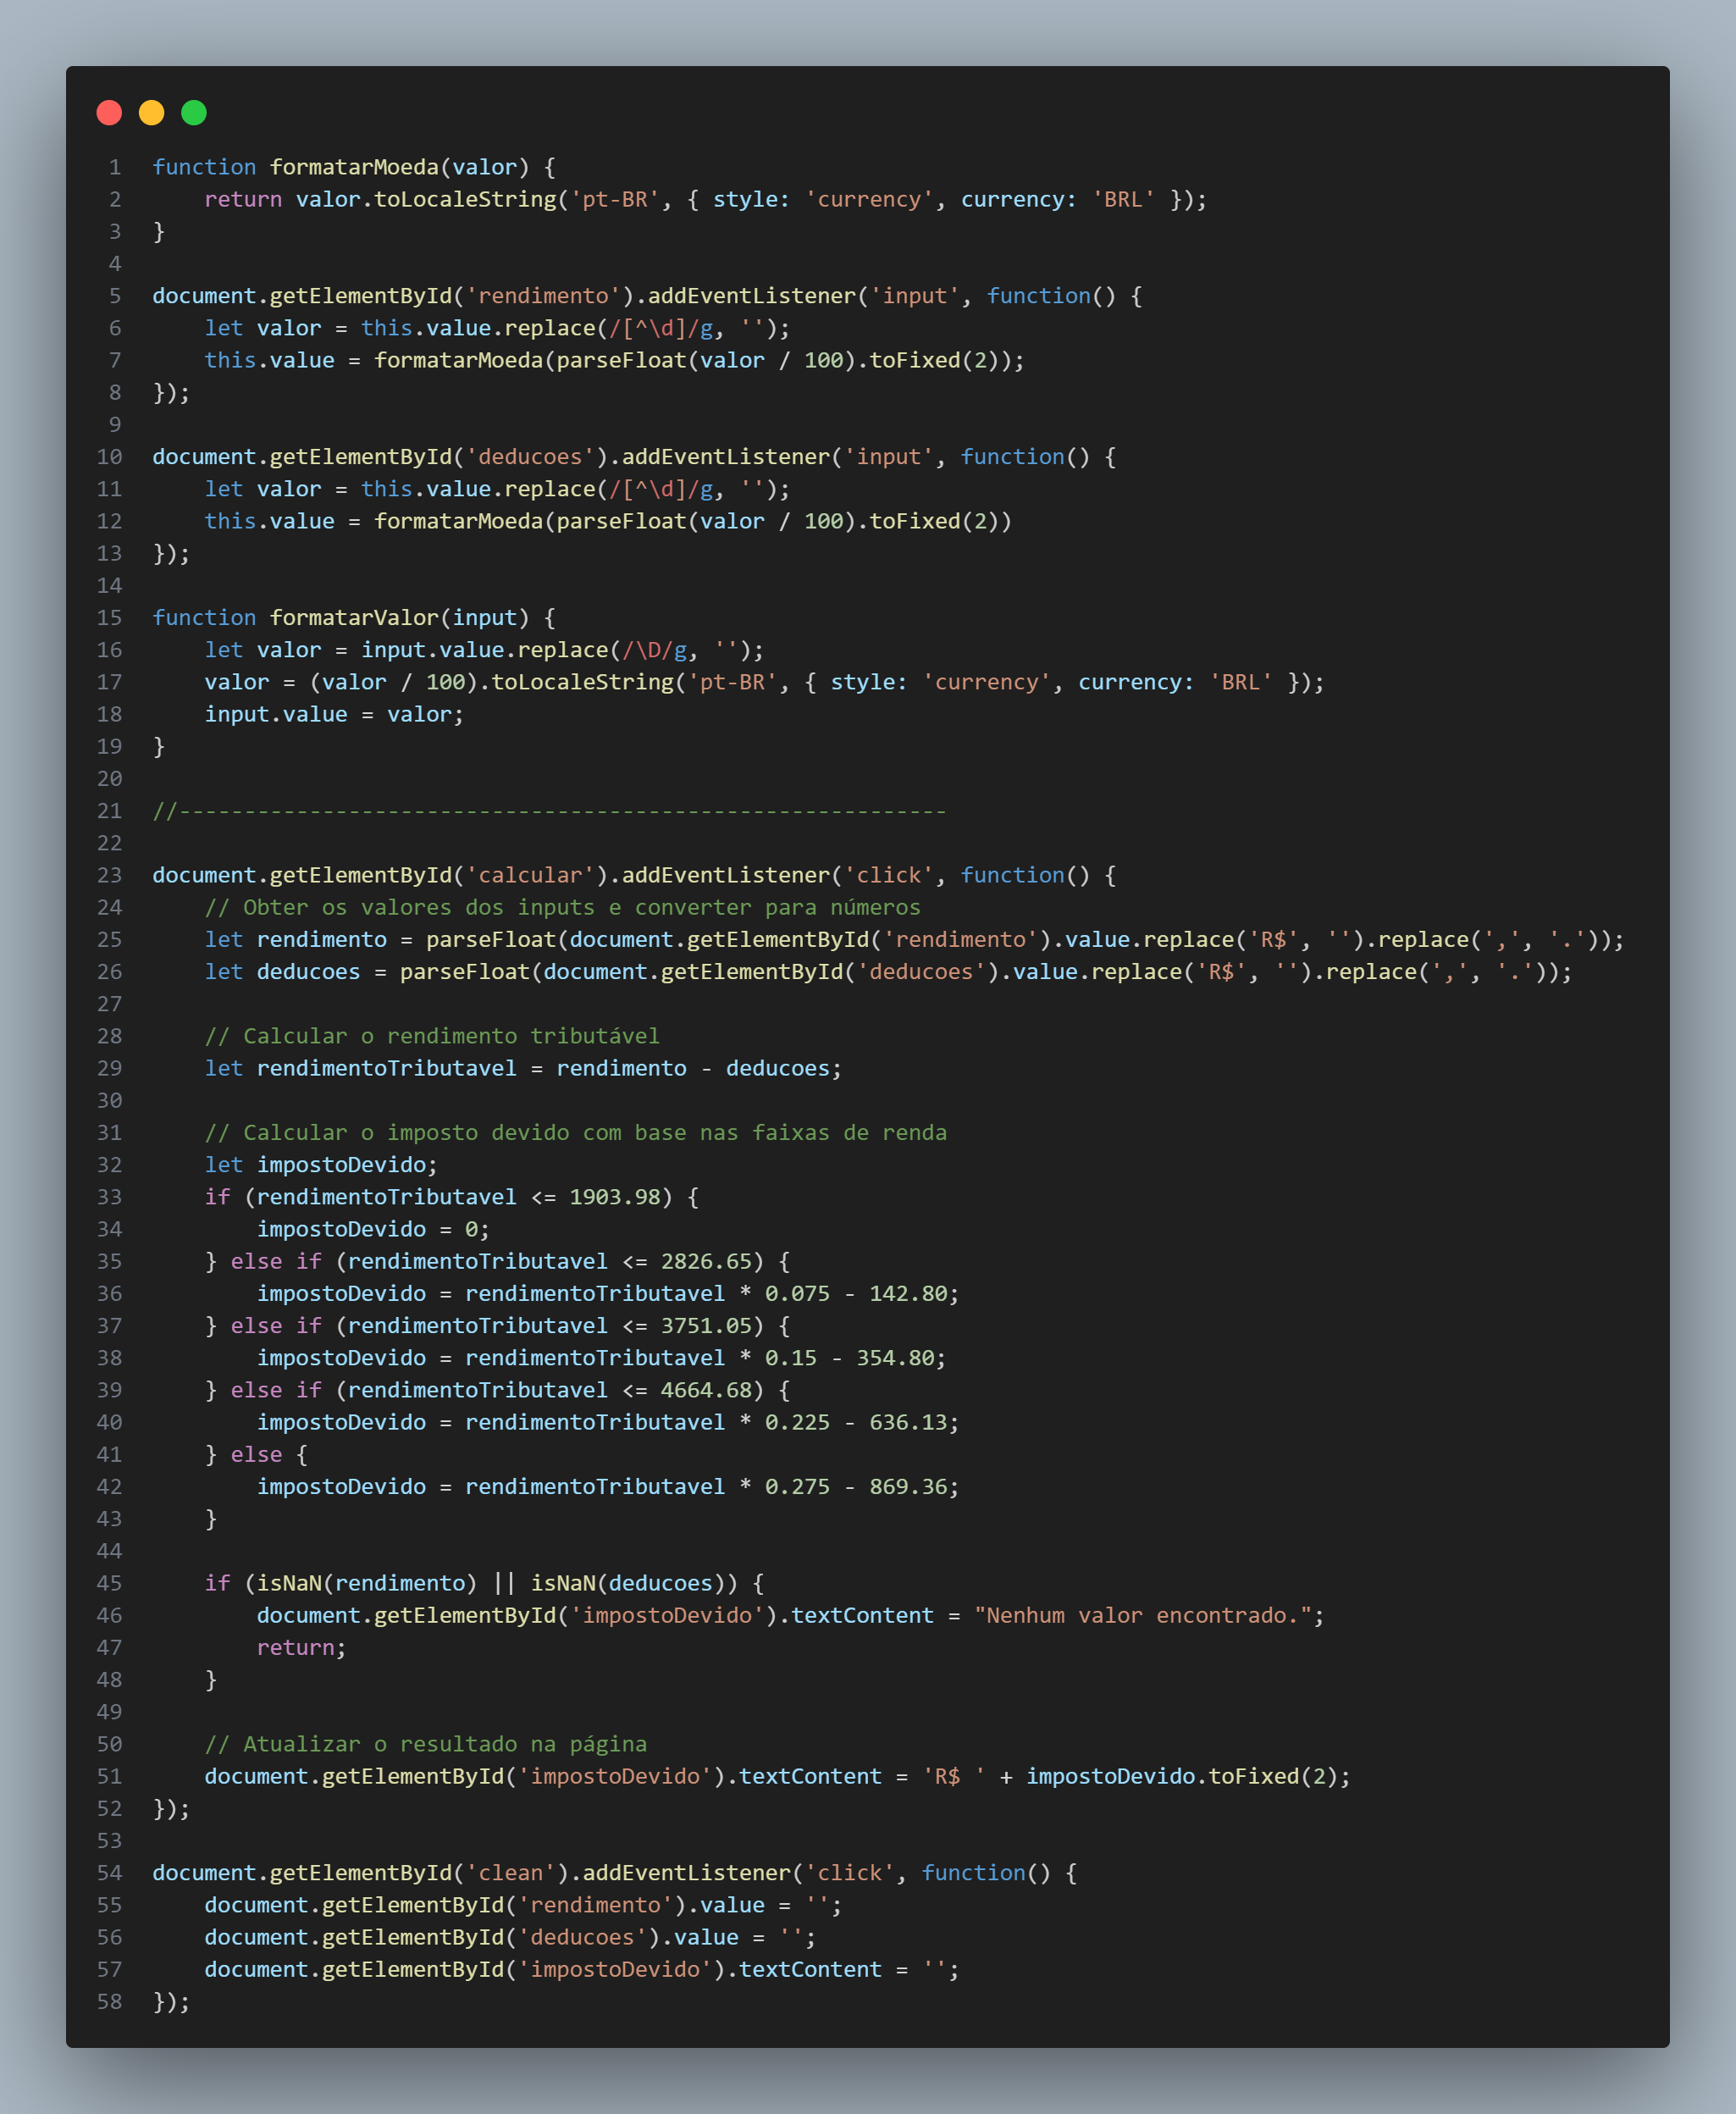 1 function formatarMoeda(valor) {
2     return valor.toLocaleString('pt-BR', { style: 'currency', currency: 'BRL' });
3 }
4
5 document.getElementById('rendimento').addEventListener('input', function() {
6     let valor = this.value.replace(/[^\d]/g, '');
7     this.value = formatarMoeda(parseFloat(valor / 100).toFixed(2));
8 });
9
10 document.getElementById('deducoes').addEventListener('input', function() {
11     let valor = this.value.replace(/[^\d]/g, '');
12     this.value = formatarMoeda(parseFloat(valor / 100).toFixed(2))
13 });
14
15 function formatarValor(input) {
16     let valor = input.value.replace(/\D/g, '');
17     valor = (valor / 100).toLocaleString('pt-BR', { style: 'currency', currency: 'BRL' });
18     input.value = valor;
19 }
20
21 //-----------------------------------------------------------
22
23 document.getElementById('calcular').addEventListener('click', function() {
24     // Obter os valores dos inputs e converter para números
25     let rendimento = parseFloat(document.getElementById('rendimento').value.replace('R$', '').replace(',', '.'));
26     let deducoes = parseFloat(document.getElementById('deducoes').value.replace('R$', '').replace(',', '.'));
27
28     // Calcular o rendimento tributável
29     let rendimentoTributavel = rendimento - deducoes;
30
31     // Calcular o imposto devido com base nas faixas de renda
32     let impostoDevido;
33     if (rendimentoTributavel <= 1903.98) {
34         impostoDevido = 0;
35     } else if (rendimentoTributavel <= 2826.65) {
36         impostoDevido = rendimentoTributavel * 0.075 - 142.80;
37     } else if (rendimentoTributavel <= 3751.05) {
38         impostoDevido = rendimentoTributavel * 0.15 - 354.80;
39     } else if (rendimentoTributavel <= 4664.68) {
40         impostoDevido = rendimentoTributavel * 0.225 - 636.13;
41     } else {
42         impostoDevido = rendimentoTributavel * 0.275 - 869.36;
43     }
44
45     if (isNaN(rendimento) || isNaN(deducoes)) {
46         document.getElementById('impostoDevido').textContent = "Nenhum valor encontrado.";
47         return;
48     }
49
50     // Atualizar o resultado na página
51     document.getElementById('impostoDevido').textContent = 'R$ ' + impostoDevido.toFixed(2);
52 });
53
54 document.getElementById('clean').addEventListener('click', function() {
55     document.getElementById('rendimento').value = '';
56     document.getElementById('deducoes').value = '';
57     document.getElementById('impostoDevido').textContent = '';
58 });